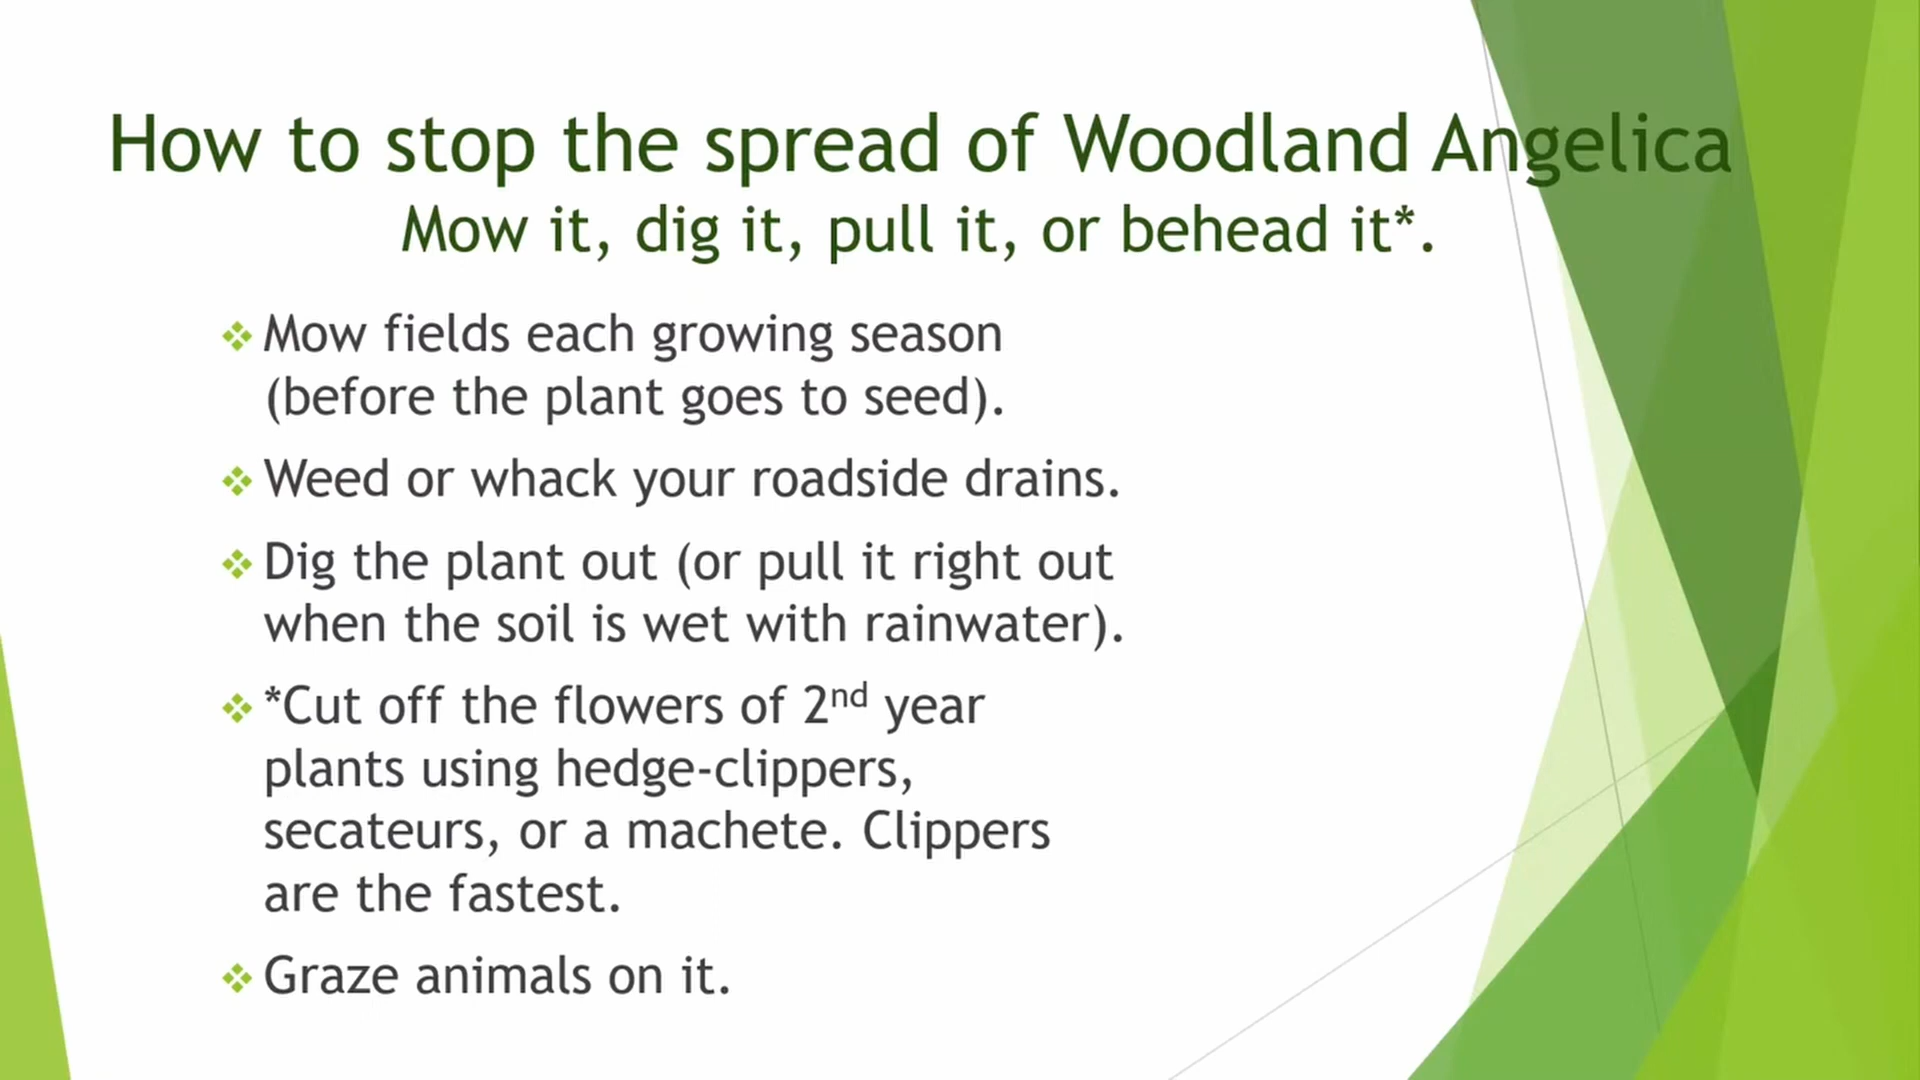 How to stop the spread of Woodland Angelica
Mow it, dig it, pull it, or behead it*.
Mow fields each growing season
(before the plant goes to seed).
Weed or whack your roadside drains.
Dig the plant out (or pull it right out
when the soil is wet with rainwater).
*Cut off the flowers of 2nd year
plants using hedge-clippers,
secateurs, or a machete. Clippers
are the fastest.
Graze animals on it.